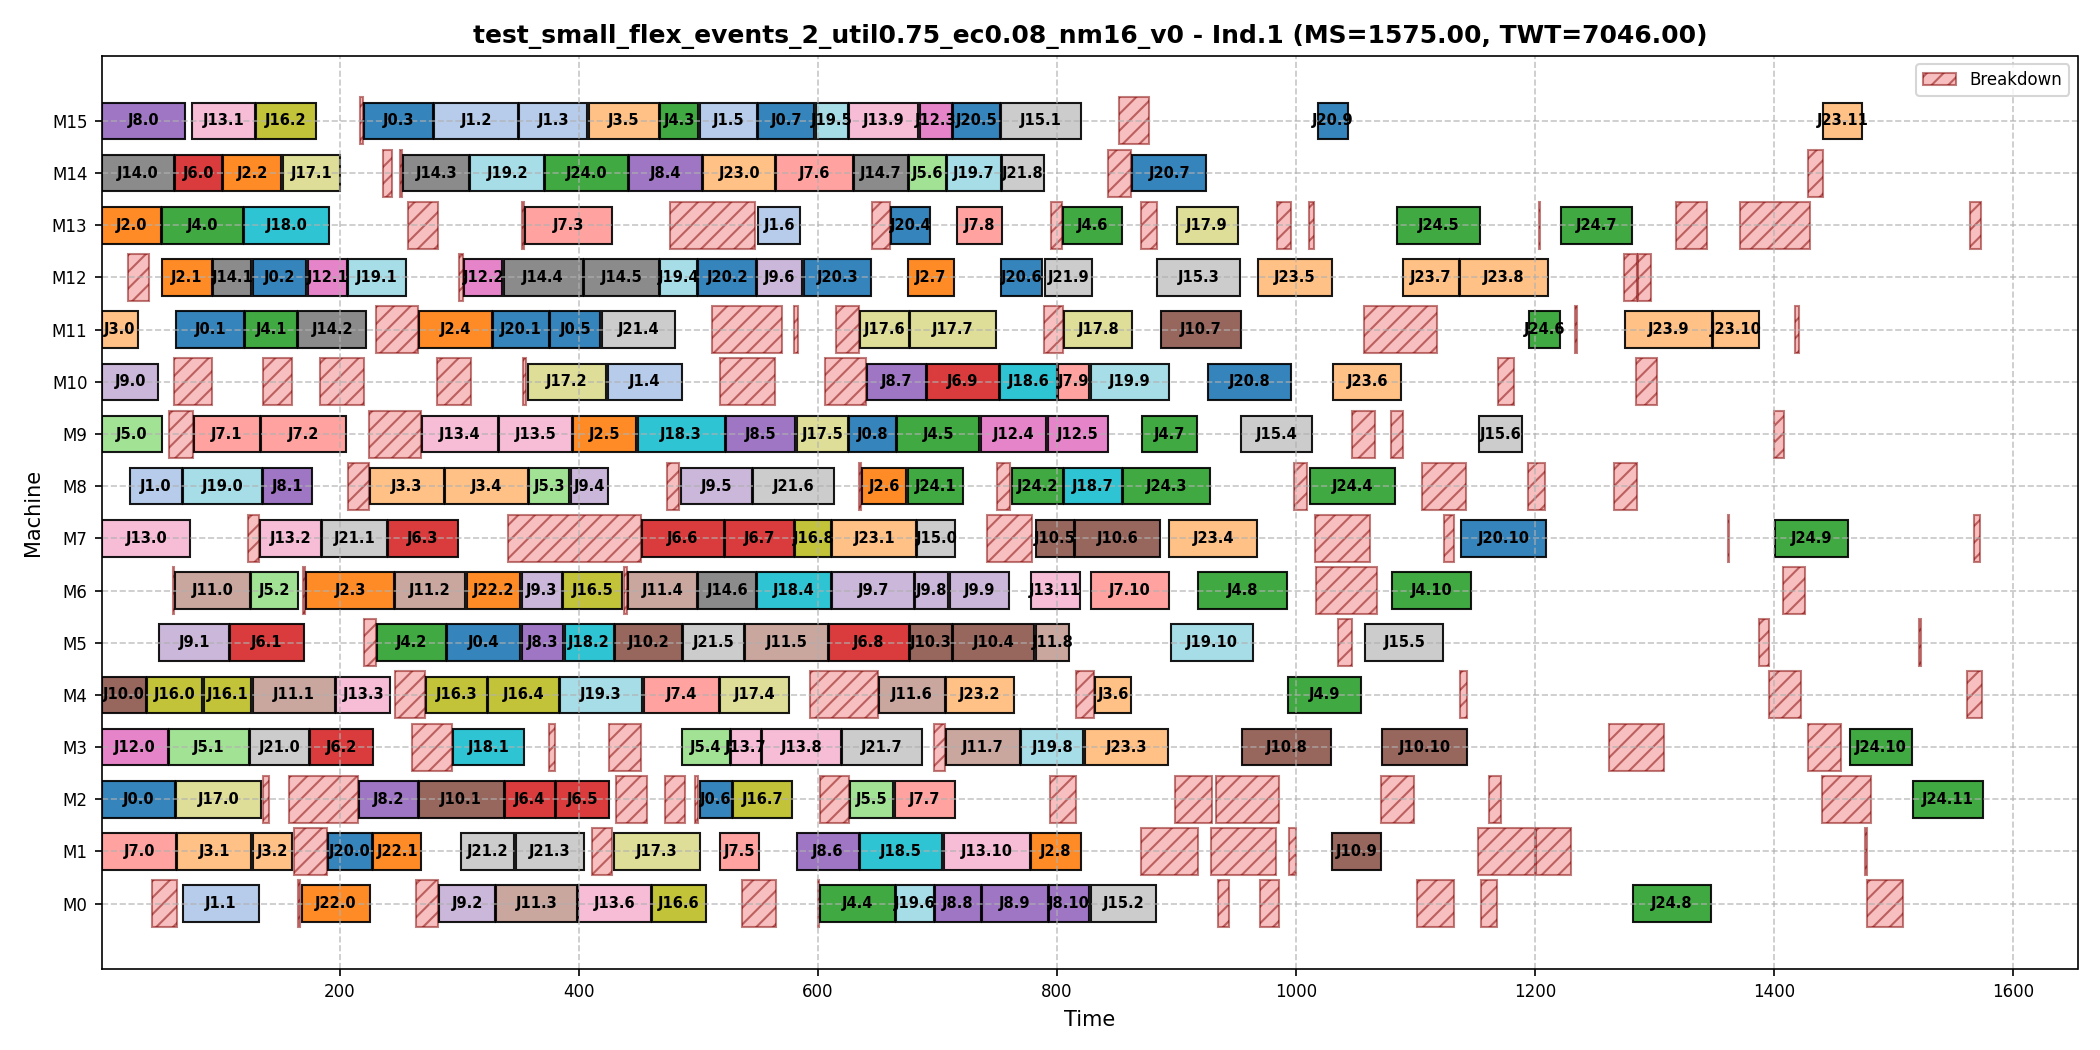 test_small_flex_events_2_util0.75_ec0.08_nm16_v0 - Ind.1 (MS=1575.00, TWT=7046.00)
Breakdown
M15 J8.0 J13.1 J16.2 J0.3 J1.2 J1.3 J3.5 J4.3 J1.5 J0.7 J19.5 J13.9 J12.3 J20.5 J15.1 J20.9 J23.11
M14 J14.0 J6.0 J2.2 J17.1 J14.3 J19.2 J24.0 J8.4 J23.0 J7.6 J14.7 J5.6 J19.7 J21.8 J20.7
M13 J2.0 J4.0 J18.0 J7.3 J1.6 J20.4 J7.8 J4.6 J17.9 J24.5 J24.7
M12 J2.1 J14.1 J0.2 J12.1 J19.1 J12.2 J14.4 J14.5 J19.4 J20.2 J9.6 J20.3 J2.7 J20.6 J21.9 J15.3 J23.5 J23.7 J23.8
M11 J3.0 J0.1 J4.1 J14.2 J2.4 J20.1 J0.5 J21.4 J17.6 J17.7 J17.8 J10.7 J24.6 J23.9 J23.10
M10 J9.0 J17.2 J1.4 J8.7 J6.9 J18.6 J7.9 J19.9 J20.8 J23.6
M9 J5.0 J7.1 J7.2 J13.4 J13.5 J2.5 J18.3 J8.5 J17.5 J0.8 J4.5 J12.4 J12.5 J4.7 J15.4 J15.6
M8 J1.0 J19.0 J8.1 J3.3 J3.4 J5.3 J9.4 J9.5 J21.6 J2.6 J24.1 J24.2 J18.7 J24.3 J24.4
M7 J13.0 J13.2 J21.1 J6.3 J6.6 J6.7 J16.8 J23.1 J15.0 J10.5 J10.6 J23.4 J20.10 J24.9
M6 J11.0 J5.2 J2.3 J11.2 J22.2 J9.3 J16.5 J11.4 J14.6 J18.4 J9.7 J9.8 J9.9 J13.11 J7.10 J4.8 J4.10
M5 J9.1 J6.1 J4.2 J0.4 J8.3 J18.2 J10.2 J21.5 J11.5 J6.8 J10.3 J10.4 J11.8 J19.10 J15.5
M4 J10.0 J16.0 J16.1 J11.1 J13.3 J16.3 J16.4 J19.3 J7.4 J17.4 J11.6 J23.2 J3.6 J4.9
M3 J12.0 J5.1 J21.0 J6.2 J18.1 J5.4 J13.7 J13.8 J21.7 J11.7 J19.8 J23.3 J10.8 J10.10 J24.10
M2 J0.0 J17.0 J8.2 J10.1 J6.4 J6.5 J0.6 J16.7 J5.5 J7.7 J24.11
M1 J7.0 J3.1 J3.2 J20.0 J22.1 J21.2 J21.3 J17.3 J7.5 J8.6 J18.5 J13.10 J2.8 J10.9
M0 J1.1 J22.0 J9.2 J11.3 J13.6 J16.6 J4.4 J19.6 J8.8 J8.9 J8.10 J15.2 J24.8
Machine
200 400 600 800 1000 1200 1400 1600
Time